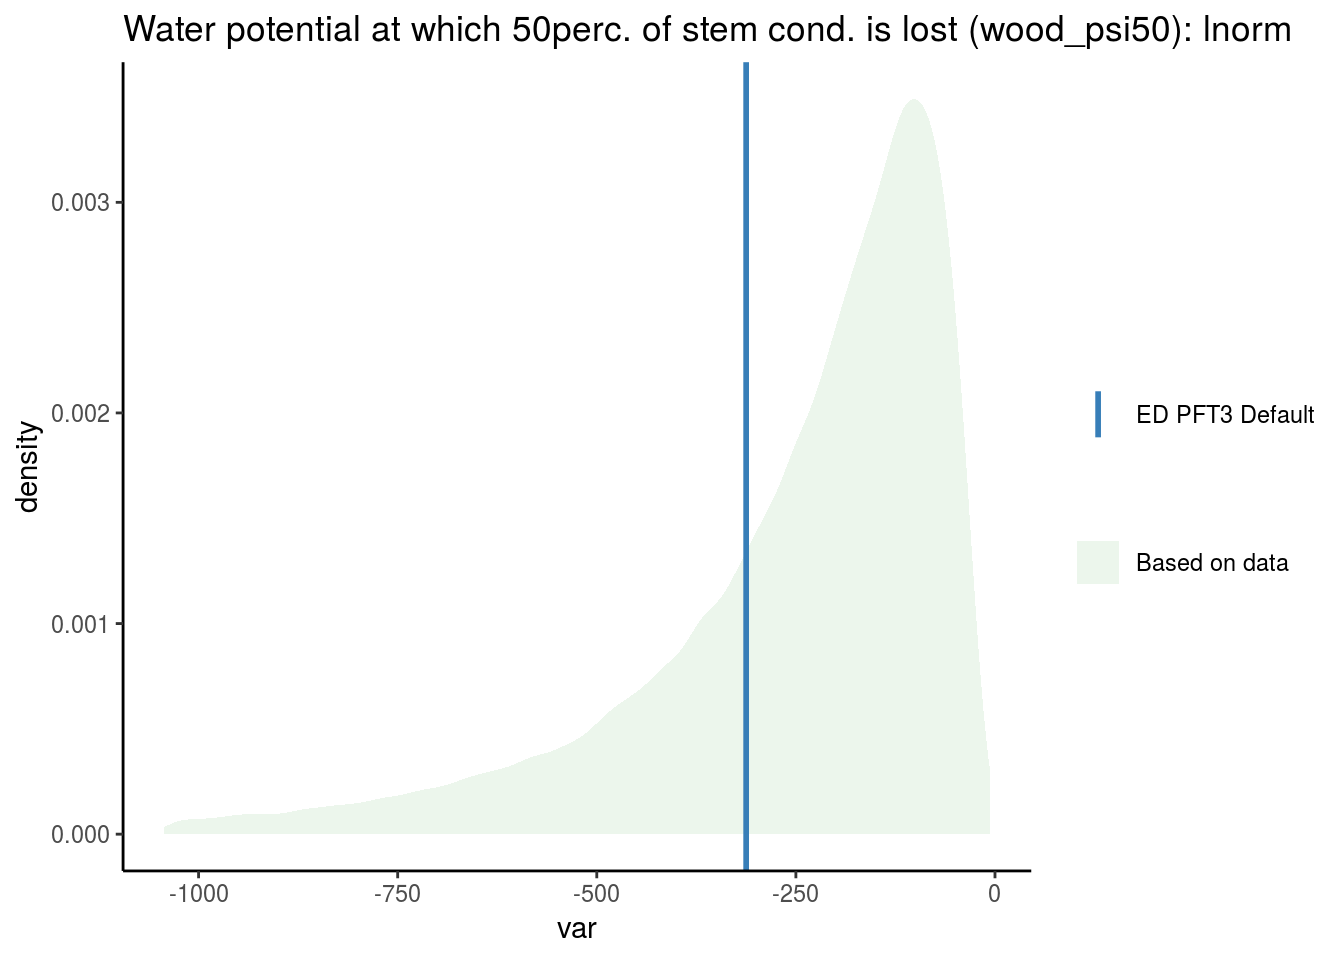 Water potential at which 50perc. of stem cond. is lost (wood_psi50): lnorm
0.003
0.002
0.001
0.000
density
-1000
-750
-500
-250
0
var
ED PFT3 Default
Based on data